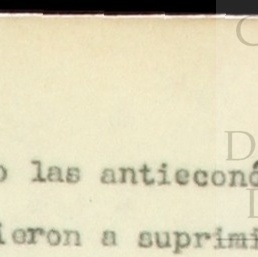 o las antieconó
ieron a suprimi